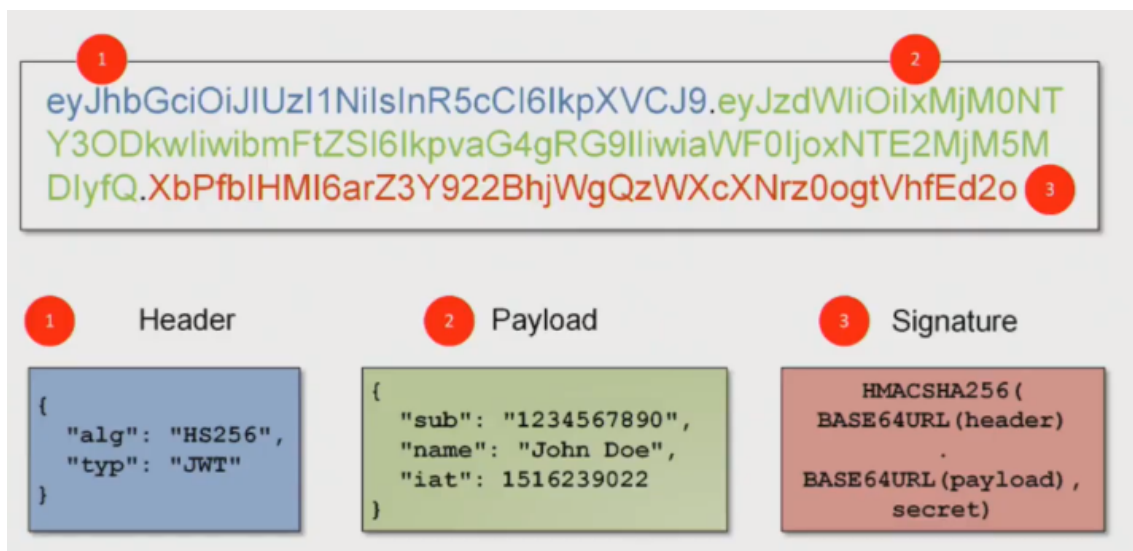 1
2
eyJhbGciOiJIUzI1NiIsInR5cCI6IkpXVCJ9.eyJzdWIiOiIxMjM0NT
Y3ODkwIiwibmFtZSI6IkpvaG4gRG9lIiwiaWF0IjoxNTE2MjM5M
DIyfQ.XbPfbIHMI6arZ3Y922BhjWgQzWXcXNrz0ogtVhfEd2o
3
1 Header
2 Payload
3 Signature
{
"alg": "HS256",
"typ": "JWT"
}
{
"sub": "1234567890",
"name": "John Doe",
"iat": 1516239022
}
HMACSHA256(
BASE64URL(header)
.
BASE64URL(payload),
secret)